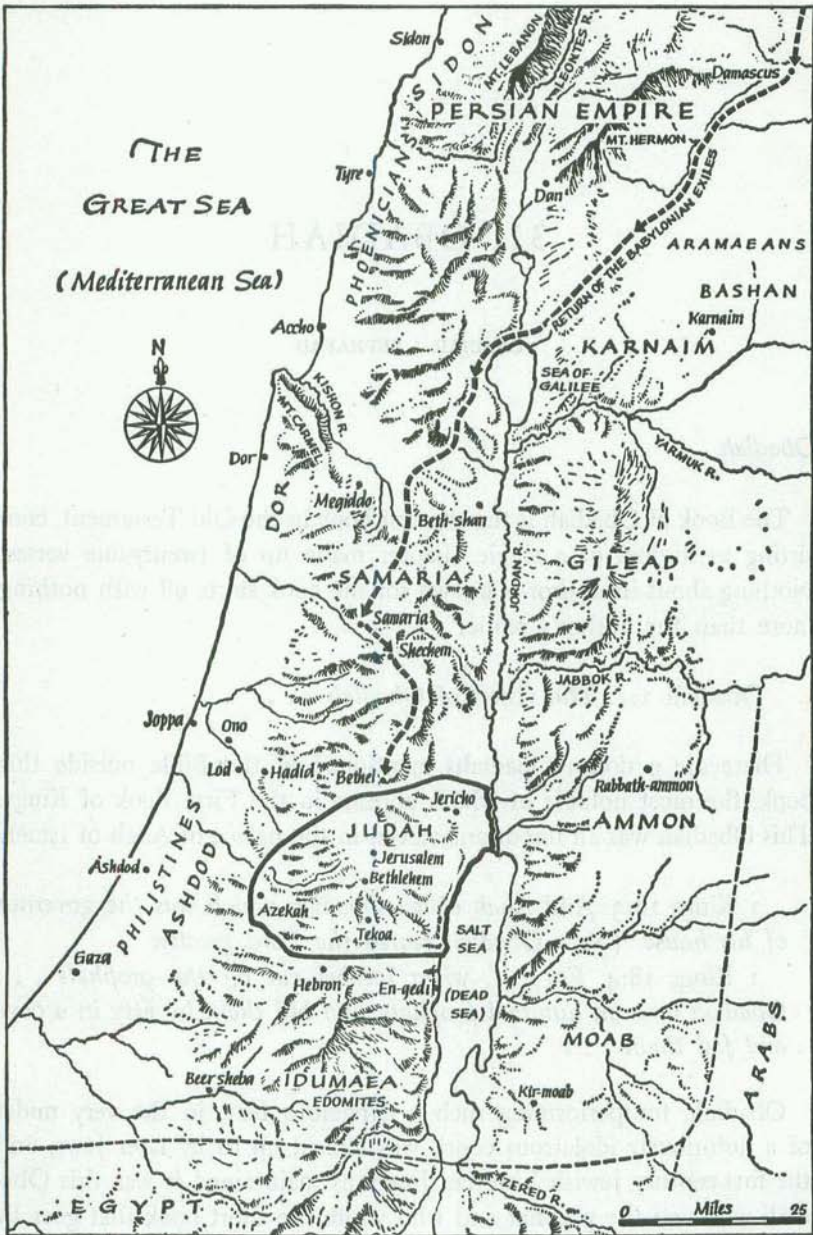 Sidon
SIDON
MT. LEBANON
LEONTES R.
Damascus
PERSIAN EMPIRE
MT. HERMON
THE
GREAT SEA
(Mediterranean Sea)
Tyre
PHOENICIANS
Dan
RETURN OF THE BABYLONIAN EXILES
ARAMAEANS
BASHAN
Karnaim
KARNAIM
Accho
SEA OF
GALILEE
N
KISHON R.
MT. CARMEL
YARMUK R.
Dor
DOR
Megiddo
Beth-shan
GILEAD
SAMARIA
JORDAN R.
Samaria
Shechem
JABBOK R.
Joppa
Ono
Lod
Hadid
Bethel
Rabbath-ammon
Jericho
JUDAH
AMMON
Jerusalem
Bethlehem
PHILISTINES
ASHDOD
Ashdod
Azekah
Tekoa
SALT
SEA
Gaza
Hebron
En-gedi
(DEAD
SEA)
MOAB
ARABS
Beersheba
IDUMAEA
EDOMITES
Kir-moab
EGYPT
ZERED R.
0 Miles 25